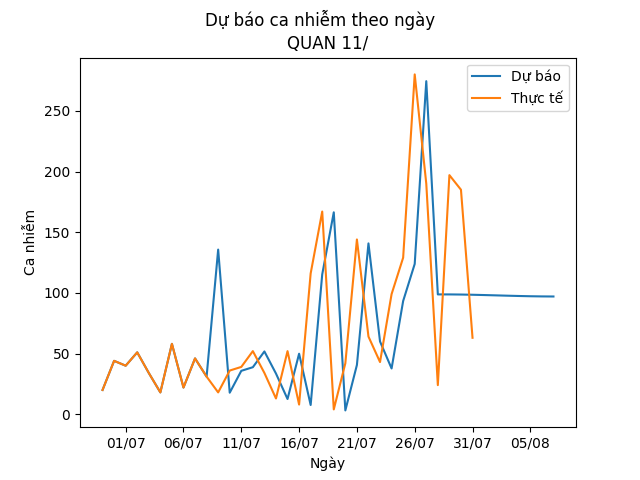 Dự báo ca nhiễm theo ngày
QUAN 11/
Dự báo
Thực tế
Ca nhiễm
250
200
150
100
50
0
01/07 06/07 11/07 16/07 21/07 26/07 31/07 05/08
Ngày